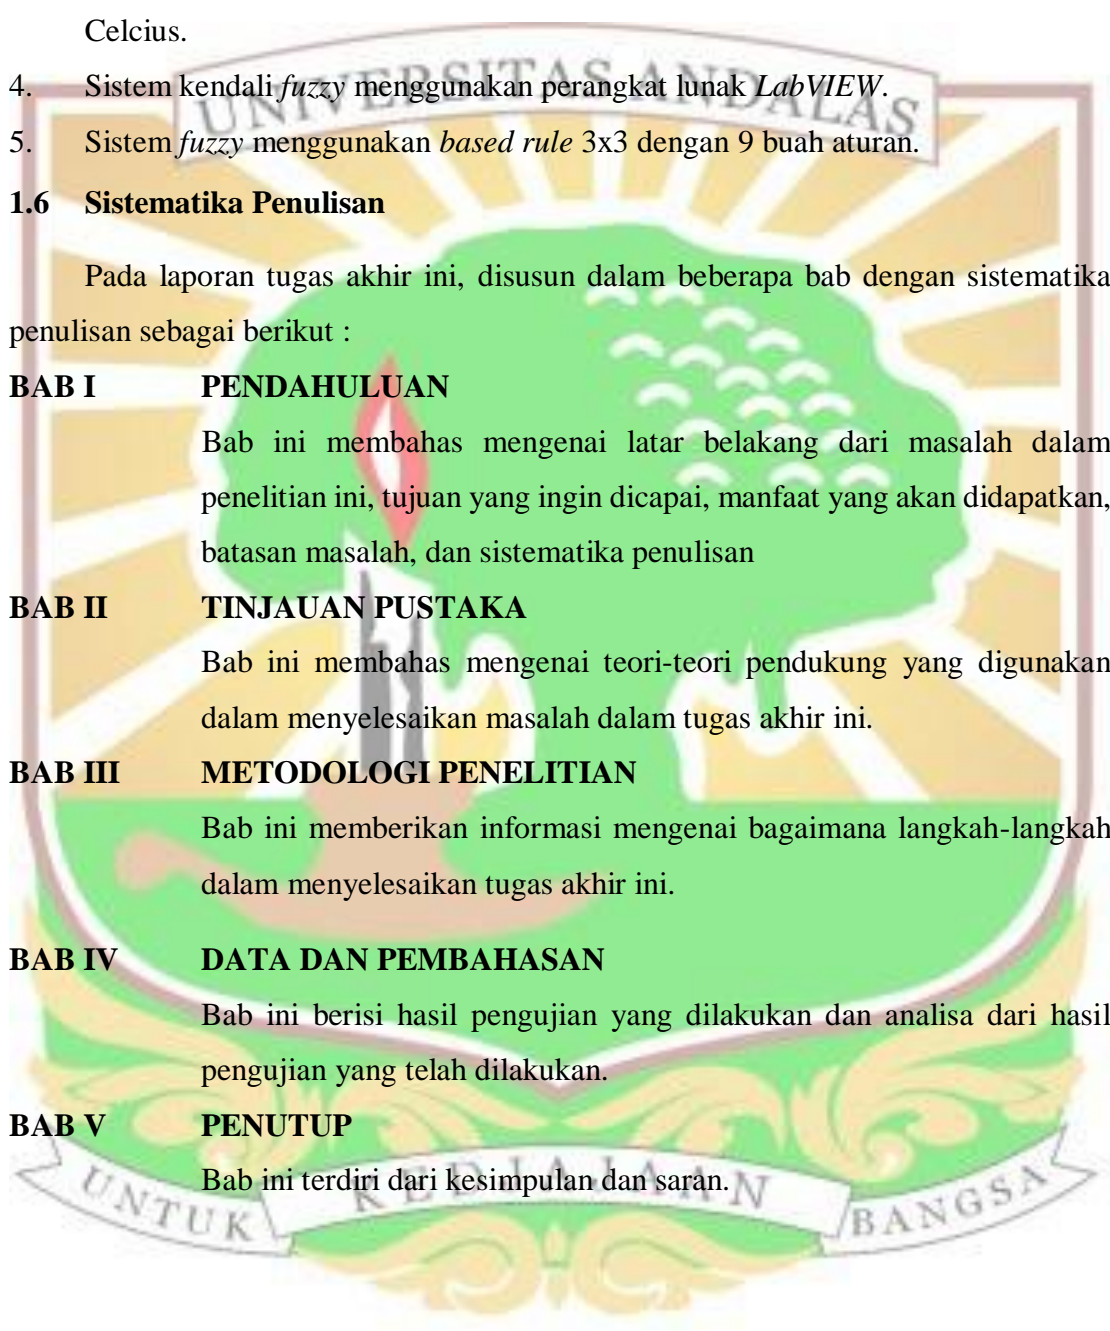 Celcius.
4. Sistem kendali fuzzy menggunakan perangkat lunak LabVIEW.
UNIVERSITAS ANDALAS
5. Sistem fuzzy menggunakan based rule 3x3 dengan 9 buah aturan.
1.6 Sistematika Penulisan
Pada laporan tugas akhir ini, disusun dalam beberapa bab dengan sistematika
penulisan sebagai berikut :
BAB I PENDAHULUAN
Bab ini membahas mengenai latar belakang dari masalah dalam
penelitian ini, tujuan yang ingin dicapai, manfaat yang akan didapatkan,
batasan masalah, dan sistematika penulisan
BAB II TINJAUAN PUSTAKA
Bab ini membahas mengenai teori-teori pendukung yang digunakan
dalam menyelesaikan masalah dalam tugas akhir ini.
BAB III METODOLOGI PENELITIAN
Bab ini memberikan informasi mengenai bagaimana langkah-langkah
dalam menyelesaikan tugas akhir ini.
BAB IV DATA DAN PEMBAHASAN
Bab ini berisi hasil pengujian yang dilakukan dan analisa dari hasil
pengujian yang telah dilakukan.
BAB V PENUTUP
Bab ini terdiri dari kesimpulan dan saran.
UNTUK KEDJAJAAN BANGSA